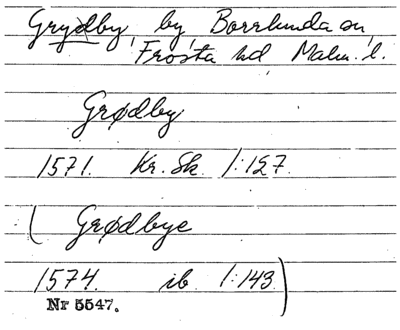 Grydby, by, Borrlunda sn,
Frosta hd Malm. l.
Grødby
1571. Kr. Sk. 1:127.
( Grødbye
1574. ib. 1:143)
Nr 5547.